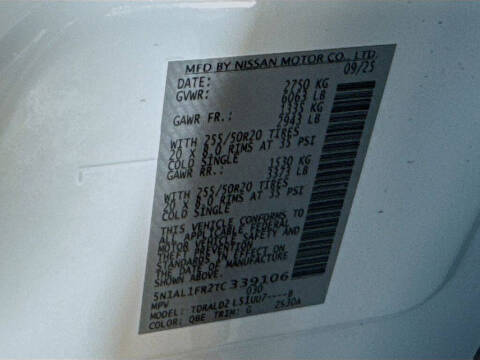 MFD BY NISSAN MOTOR CO., LTD
DATE: 09/25
GVWR: 2750 KG
6063 LB
GAWR FR.: 1335 KG
2943 LB
WITH 255/50R20 TIRES
20 X 8.0 RIMS AT 35 PSI
COLD SINGLE
GAWR RR.: 1530 KG
3373 LB
WITH 255/50R20 TIRES
20 X 8.0 RIMS AT 35 PSI
COLD SINGLE
THIS VEHICLE CONFORMS TO
ALL APPLICABLE FEDERAL
MOTOR VEHICLE SAFETY AND
THEFT PREVENTION
STANDARDS IN EFFECT ON
THE DATE OF MANUFACTURE
SHOWN ABOVE.
5N1AL1FR2TC339106
MPV 030
MODEL: TDRALD2 L51UU7----B
COLOR: QBE TRIM: G 2530A